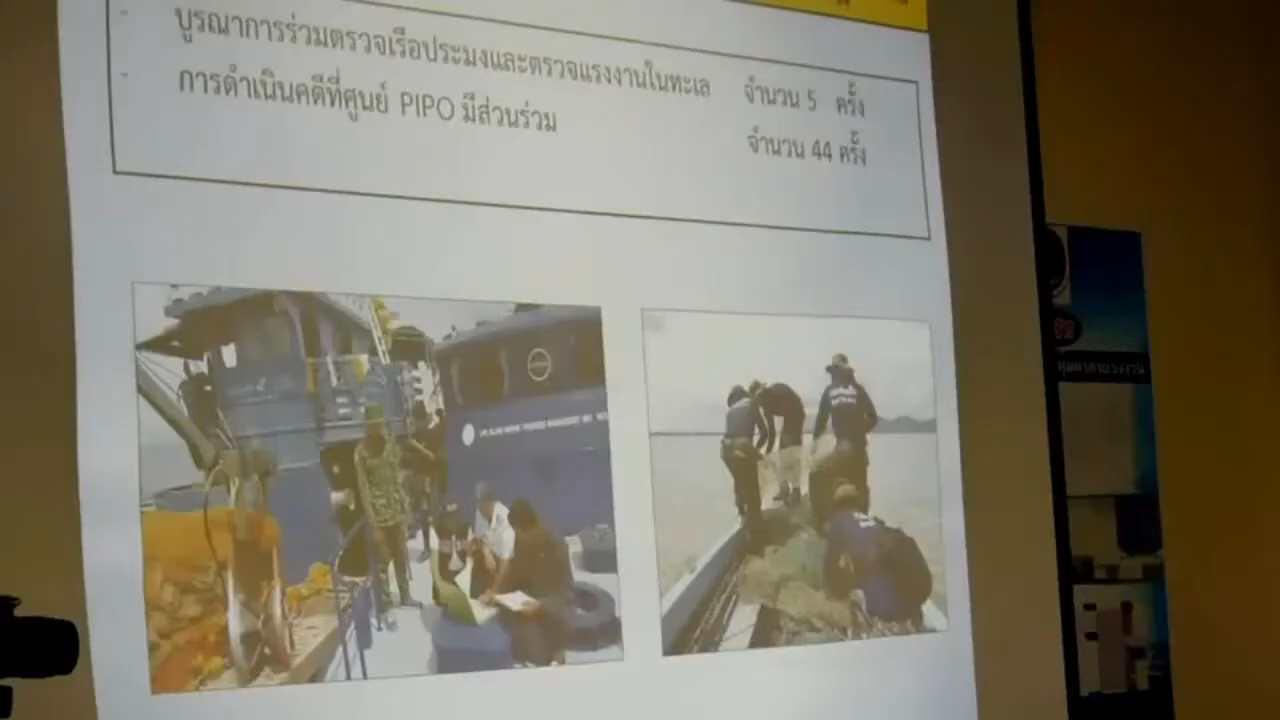 - บูรณาการร่วมตรวจเรือประมงและตรวจแรงงานในทะเล จำนวน 5 ครั้ง
- การดำเนินคดีที่ศูนย์ PIPO มีส่วนร่วม จำนวน 44 ครั้ง